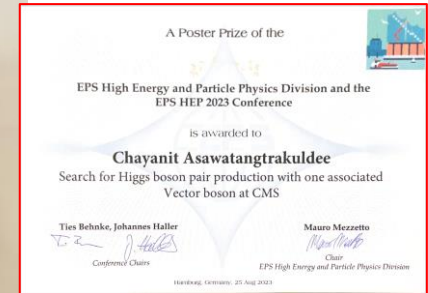 A Poster Prize of the
EPS High Energy and Particle Physics Division and the
EPS HEP 2023 Conference
is awarded to
Chayanit Asawatangtrakuldee
Search for Higgs boson pair production with one associated
Vector boson at CMS
Ties Behnke, Johannes Haller
Conference Chairs
Mauro Mezzetto
Chair
EPS High Energy and Particle Physics Division
Hamburg, Germany, 25 Aug 2023